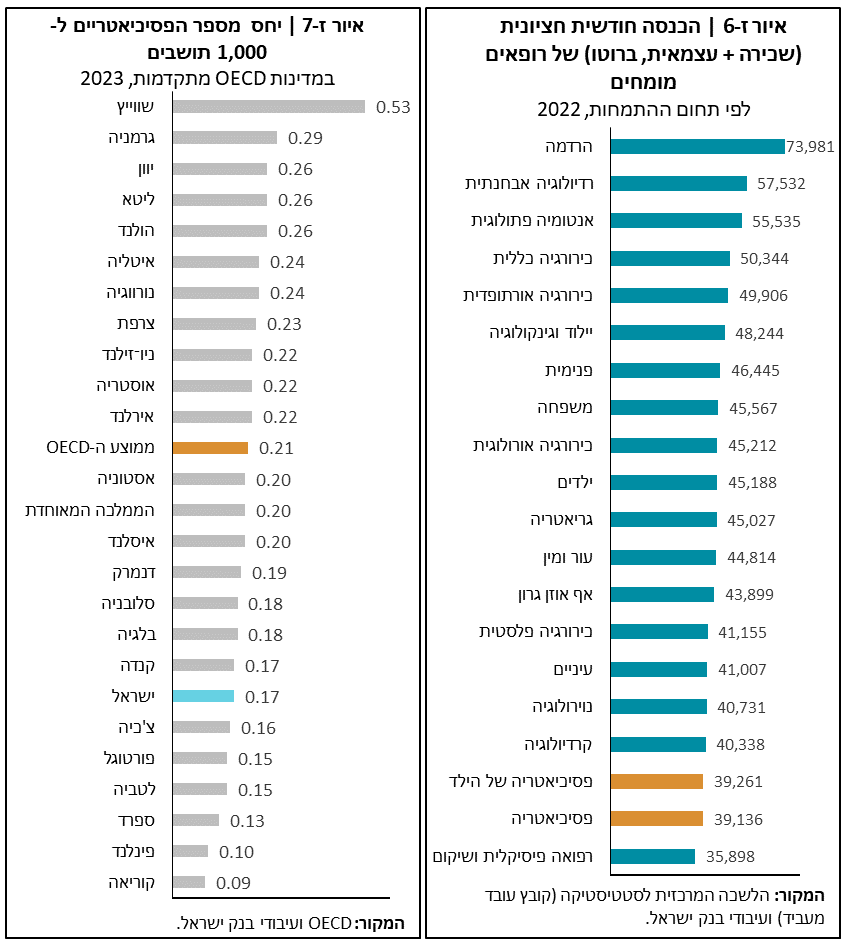 איור ז-6 | הכנסה חודשית חציונית
(שכירה + עצמאית, ברוטו) של רופאים
מומחים
לפי תחום ההתמחות, 2022
הרדמה 73,981
רדיולוגיה אבחנתית 57,532
אנטומיה פתולוגית 55,535
כירורגיה כללית 50,344
כירורגיה אורתופדית 49,906
יילוד וגינקולוגיה 48,244
פנימית 46,445
משפחה 45,567
כירורגיה אורולוגית 45,212
ילדים 45,188
גריאטריה 45,027
עור ומין 44,814
אף אוזן גרון 43,899
כירורגיה פלסטית 41,155
עיניים 41,007
נוירולוגיה 40,731
קרדיולוגיה 40,338
פסיכיאטריה של הילד 39,261
פסיכיאטריה 39,136
רפואה פיסיקלית ושיקום 35,898
המקור: הלשכה המרכזית לסטטיסטיקה (קובץ עובד
מעביד) ועיבודי בנק ישראל.
איור ז-7 | יחס מספר הפסיכיאטריים ל-
1,000 תושבים
במדינות OECD מתקדמות, 2023
שווייץ 0.53
גרמניה 0.29
יוון 0.26
ליטא 0.26
הולנד 0.26
איטליה 0.24
נורווגיה 0.24
צרפת 0.23
ניו־זילנד 0.22
אוסטריה 0.22
אירלנד 0.22
ממוצע ה-OECD 0.21
אסטוניה 0.20
הממלכה המאוחדת 0.20
איסלנד 0.20
דנמרק 0.19
סלובניה 0.18
בלגיה 0.18
קנדה 0.17
ישראל 0.17
צ'כיה 0.16
פורטוגל 0.15
לטביה 0.15
ספרד 0.13
פינלנד 0.10
קוריאה 0.09
המקור: OECD ועיבודי בנק ישראל.